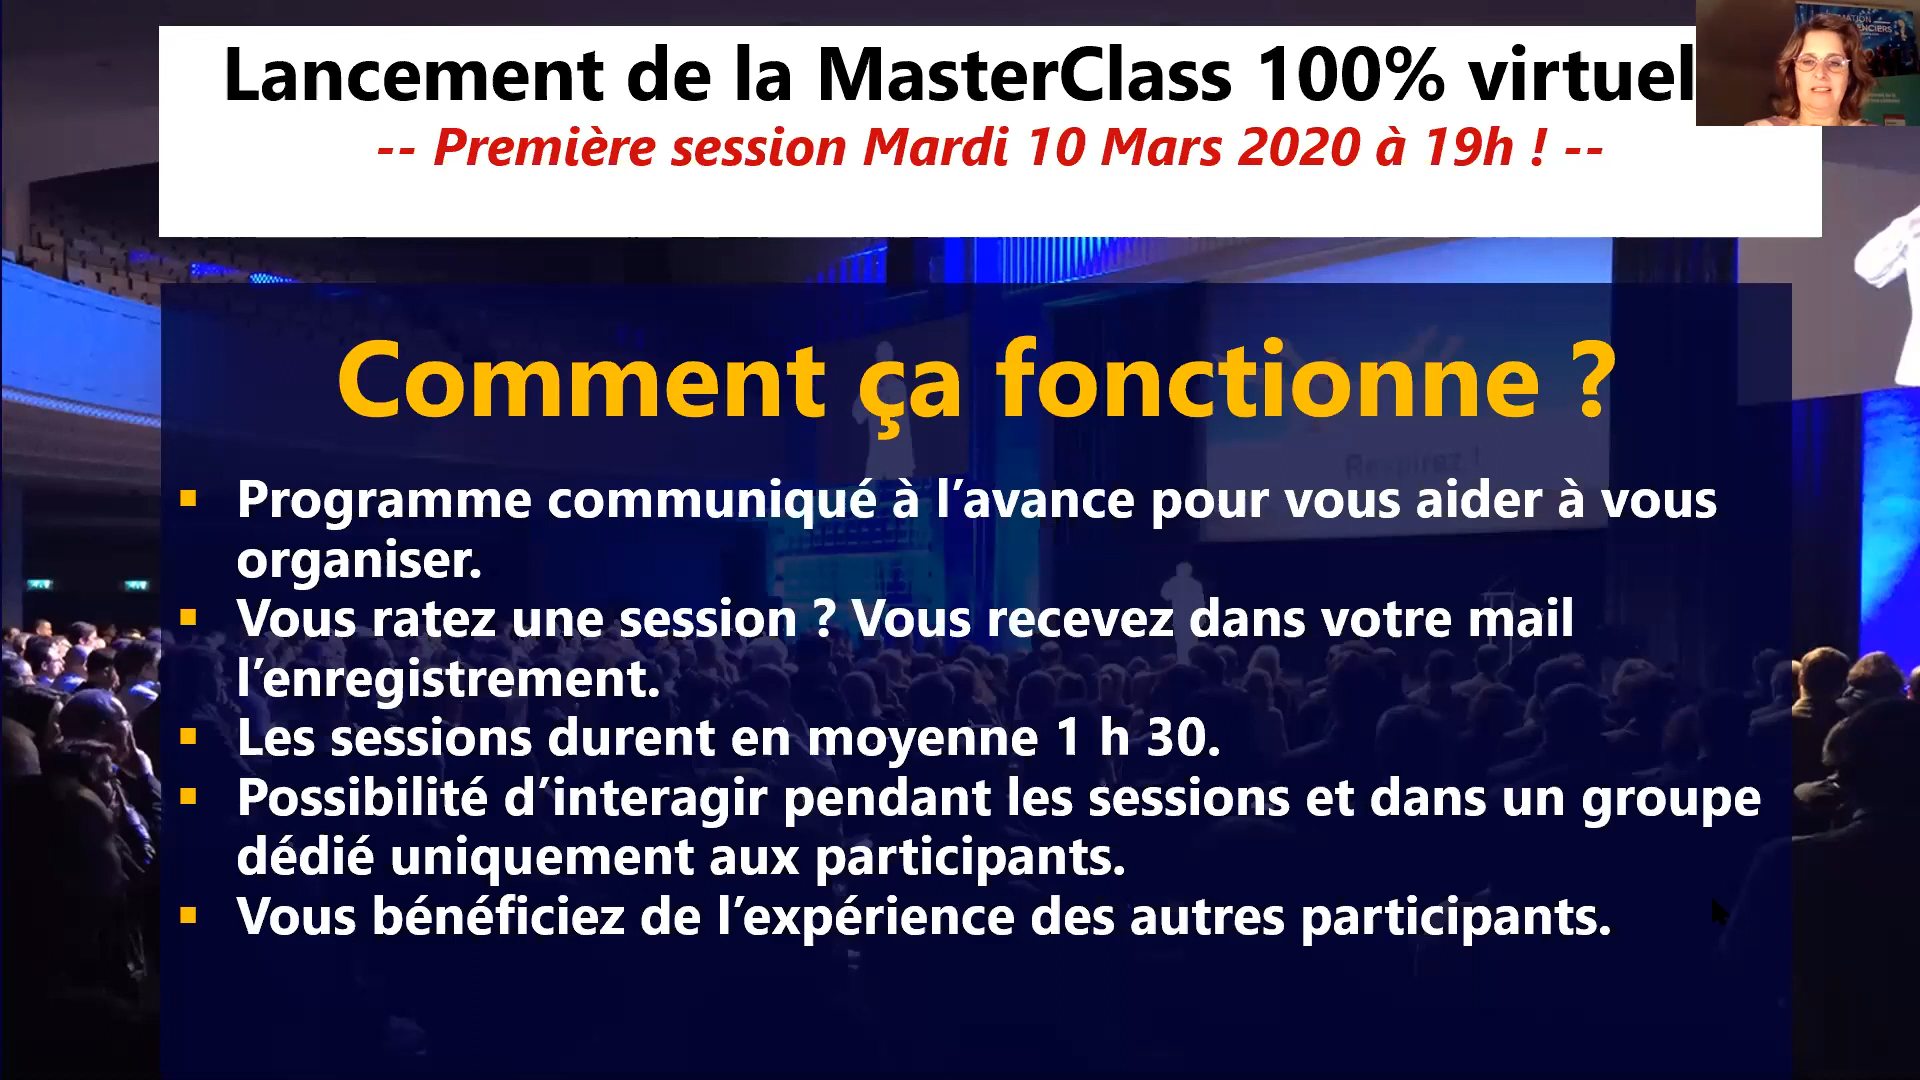 Lancement de la MasterClass 100% virtuel
-- Première session Mardi 10 Mars 2020 à 19h ! --
Comment ça fonctionne ?
Respirez !
▪ Programme communiqué à l’avance pour vous aider à vous
organiser.
▪ Vous ratez une session ? Vous recevez dans votre mail
l’enregistrement.
▪ Les sessions durent en moyenne 1 h 30.
▪ Possibilité d’interagir pendant les sessions et dans un groupe
dédié uniquement aux participants.
▪ Vous bénéficiez de l’expérience des autres participants.